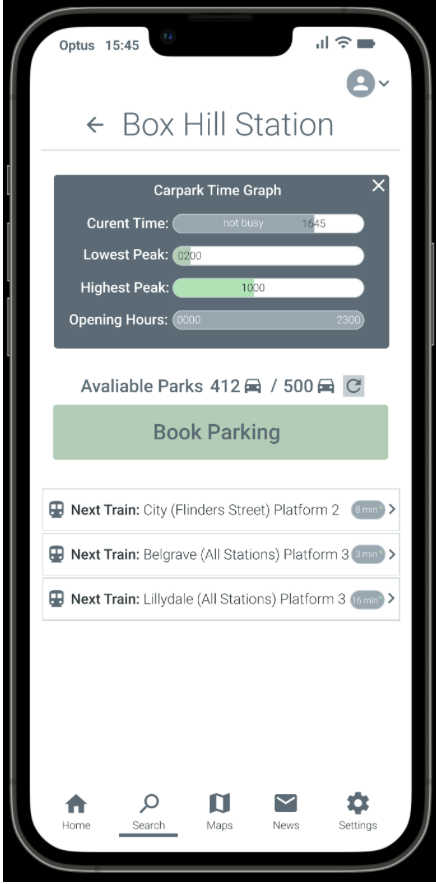 Optus 15:45
Box Hill Station
Carpark Time Graph
Curent Time: not busy 1645
Lowest Peak: 0200
Highest Peak: 1000
Opening Hours: 0000 2300
Avaliable Parks 412 / 500
Book Parking
Next Train: City (Flinders Street) Platform 2 8 min
Next Train: Belgrave (All Stations) Platform 3 3 min
Next Train: Lillydale (All Stations) Platform 3 16 min
Home Search Maps News Settings